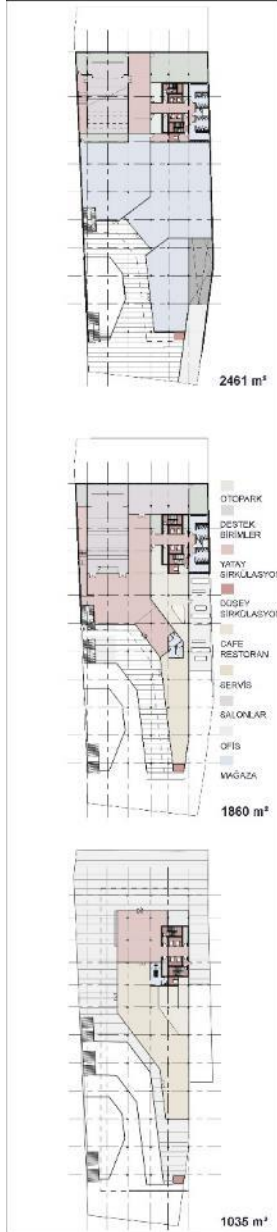 2461 m²
OTOPARK
DESTEK
BİRİMLER
YATAY
SİRKÜLASYON
DÜŞEY
SİRKÜLASYON
CAFE
RESTORAN
SERVİS
SALONLAR
OFİS
MAĞAZA
1860 m²
1035 m²